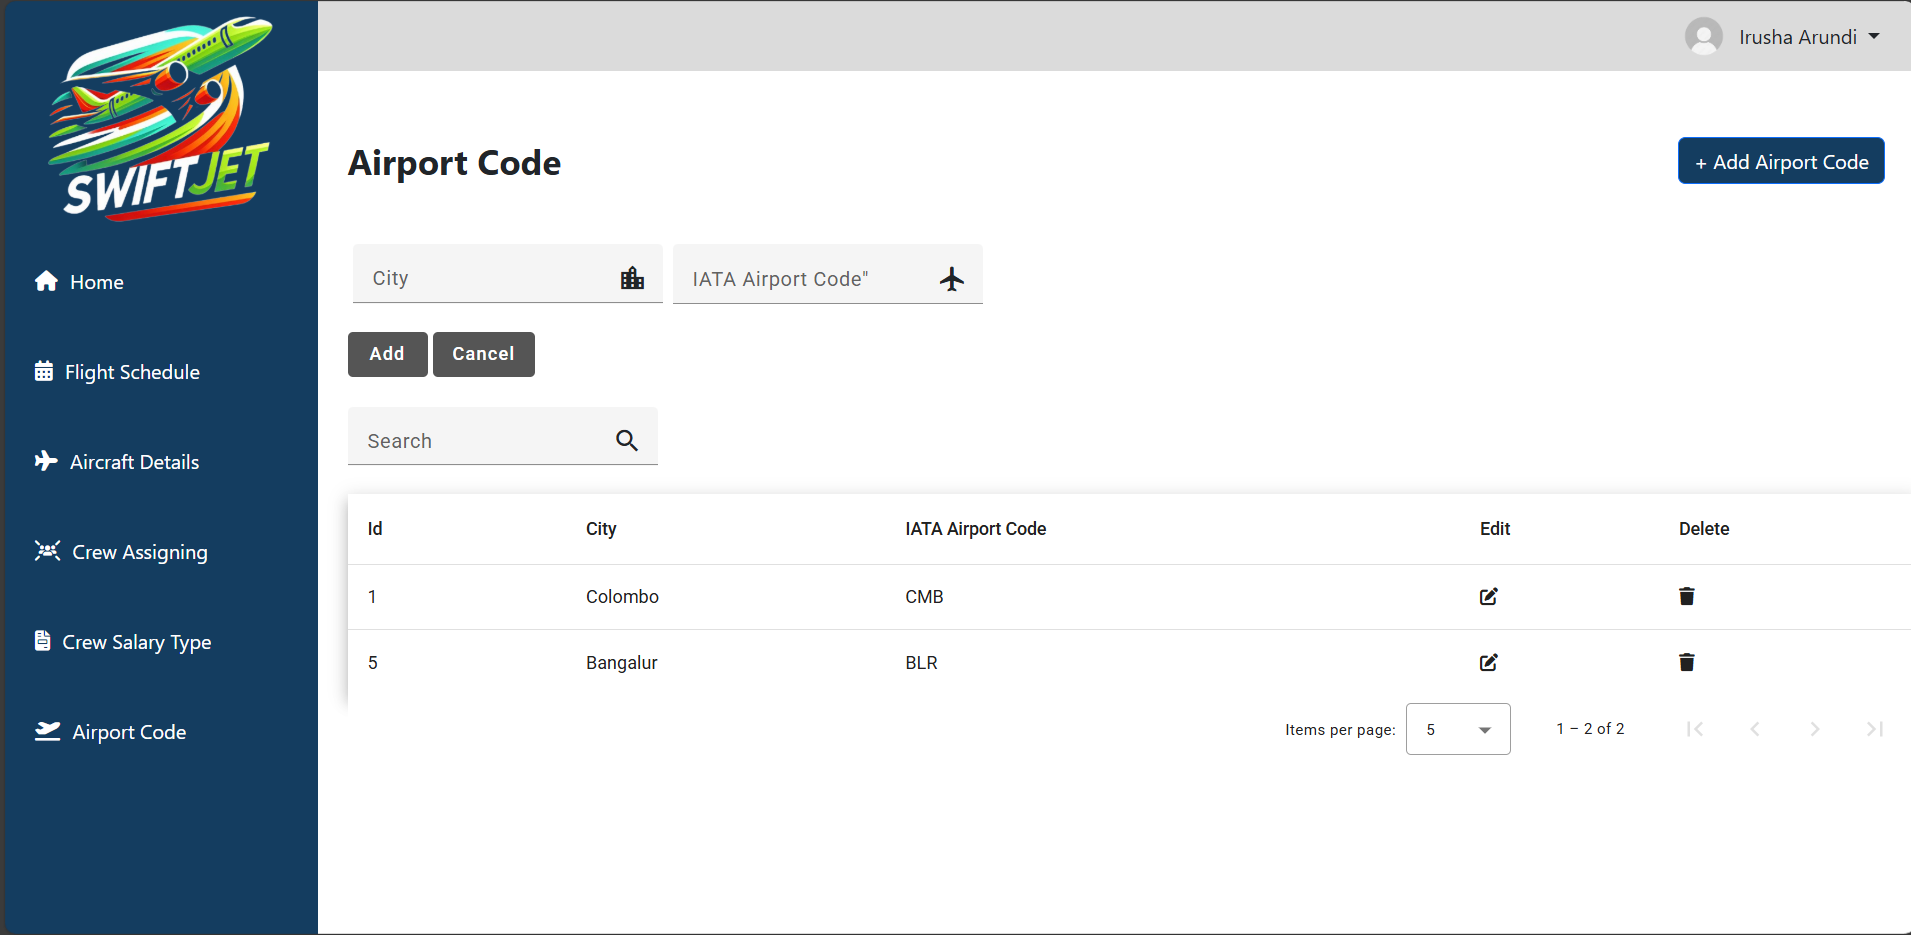 SWIFTJET
Irusha Arundi
Home
Flight Schedule
Aircraft Details
Crew Assigning
Crew Salary Type
Airport Code
Airport Code
+ Add Airport Code
City
IATA Airport Code"
Add Cancel
Search
Id City IATA Airport Code Edit Delete
1 Colombo CMB
5 Bangalur BLR
Items per page: 5 1 – 2 of 2